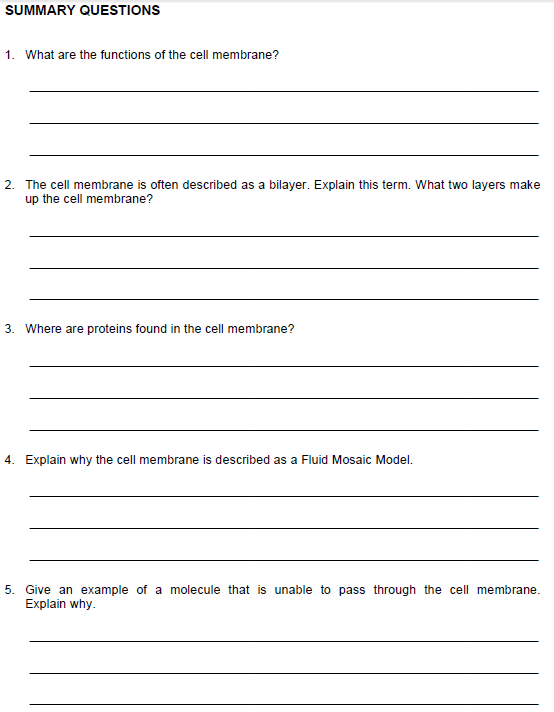 SUMMARY QUESTIONS
1. What are the functions of the cell membrane?
2. The cell membrane is often described as a bilayer. Explain this term. What two layers make
up the cell membrane?
3. Where are proteins found in the cell membrane?
4. Explain why the cell membrane is described as a Fluid Mosaic Model.
5. Give an example of a molecule that is unable to pass through the cell membrane.
Explain why.